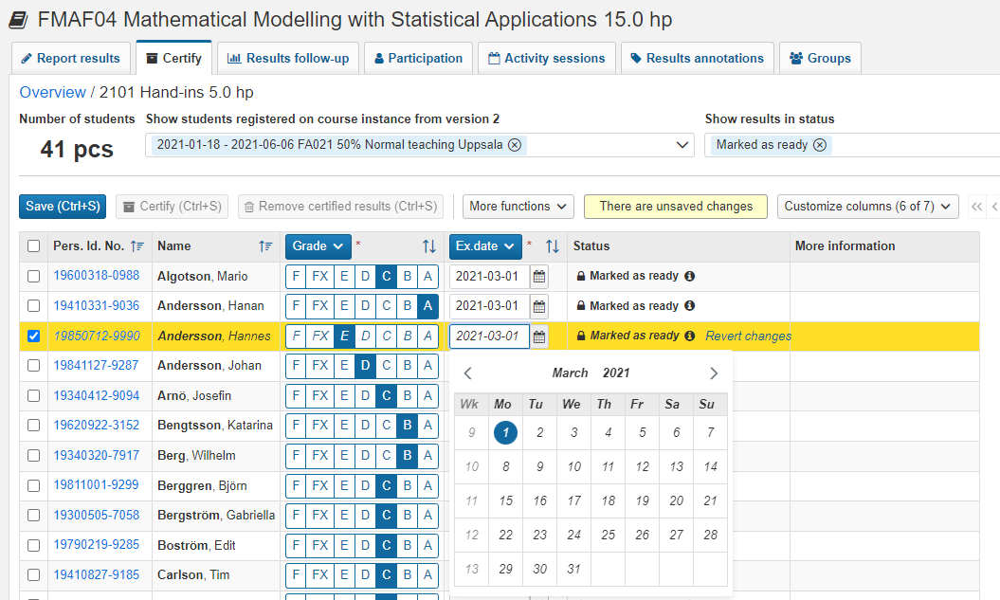 FMAF04 Mathematical Modelling with Statistical Applications 15.0 hp
Report results Certify Results follow-up Participation Activity sessions Results annotations Groups
Overview / 2101 Hand-ins 5.0 hp
Number of students Show students registered on course instance from version 2 Show results in status
41 pcs 2021-01-18 - 2021-06-06 FA021 50% Normal teaching Uppsala Marked as ready
Save (Ctrl+S) Certify (Ctrl+S) Remove certified results (Ctrl+S) More functions There are unsaved changes Customize columns (6 of 7)
Pers. Id. No. Name Grade * Ex.date * Status More information
19600318-0988 Algotson, Mario F FX E D C B A 2021-03-01 Marked as ready
19410331-9036 Andersson, Hanan F FX E D C B A 2021-03-01 Marked as ready
19850712-9990 Andersson, Hannes F FX E D C B A 2021-03-01 Marked as ready Revert changes
19841127-9287 Andersson, Johan F FX E D C B A
19340412-9094 Arnö, Josefin F FX E D C B A
19620922-3152 Bengtsson, Katarina F FX E D C B A
19340320-7917 Berg, Wilhelm F FX E D C B A
19811001-9299 Berggren, Björn F FX E D C B A
19300505-7058 Bergström, Gabriella F FX E D C B A
19790219-9285 Boström, Edit F FX E D C B A
19410827-9185 Carlson, Tim F FX E D C B A
March 2021
Wk Mo Tu We Th Fr Sa Su
9 1 2 3 4 5 6 7
10 8 9 10 11 12 13 14
11 15 16 17 18 19 20 21
12 22 23 24 25 26 27 28
13 29 30 31